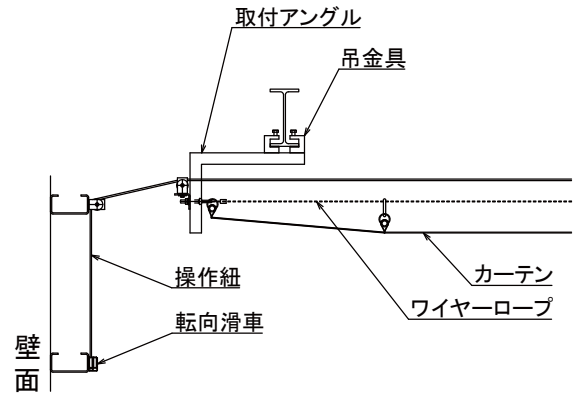 取付アングル
吊金具
カーテン
ワイヤーロープ
操作紐
転向滑車
壁面